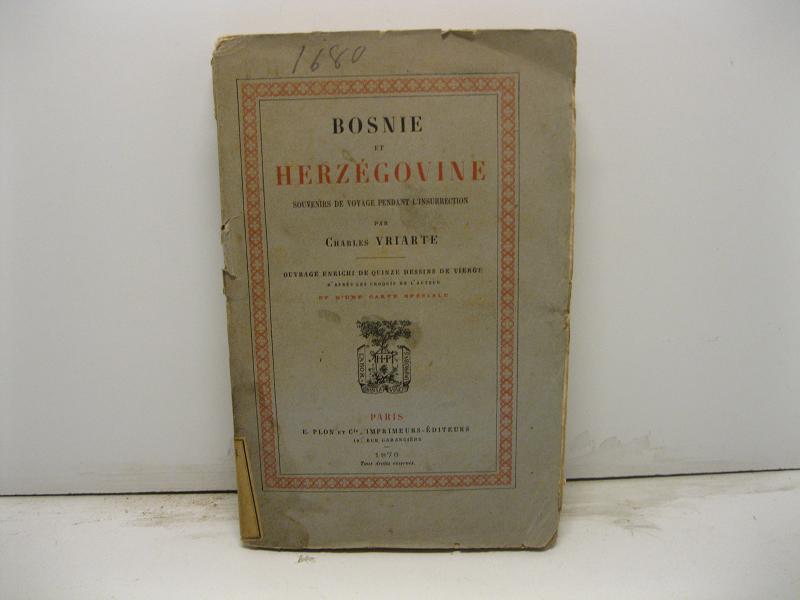 1680
BOSNIE
ET
HERZÉGOVINE
SOUVENIRS DE VOYAGE PENDANT L'INSURRECTION
PAR
CHARLES YRIARTE
OUVRAGE ENRICHI DE QUINZE DESSINS DE VIERGE
D'APRÈS LES CROQUIS DE L'AUTEUR
ET D'UNE CARTE SPÉCIALE
LABOR
H·P
PARIS
E. PLON ET Cie, IMPRIMEURS-ÉDITEURS
10, RUE GARANCIÈRE
1876
Tous droits réservés.